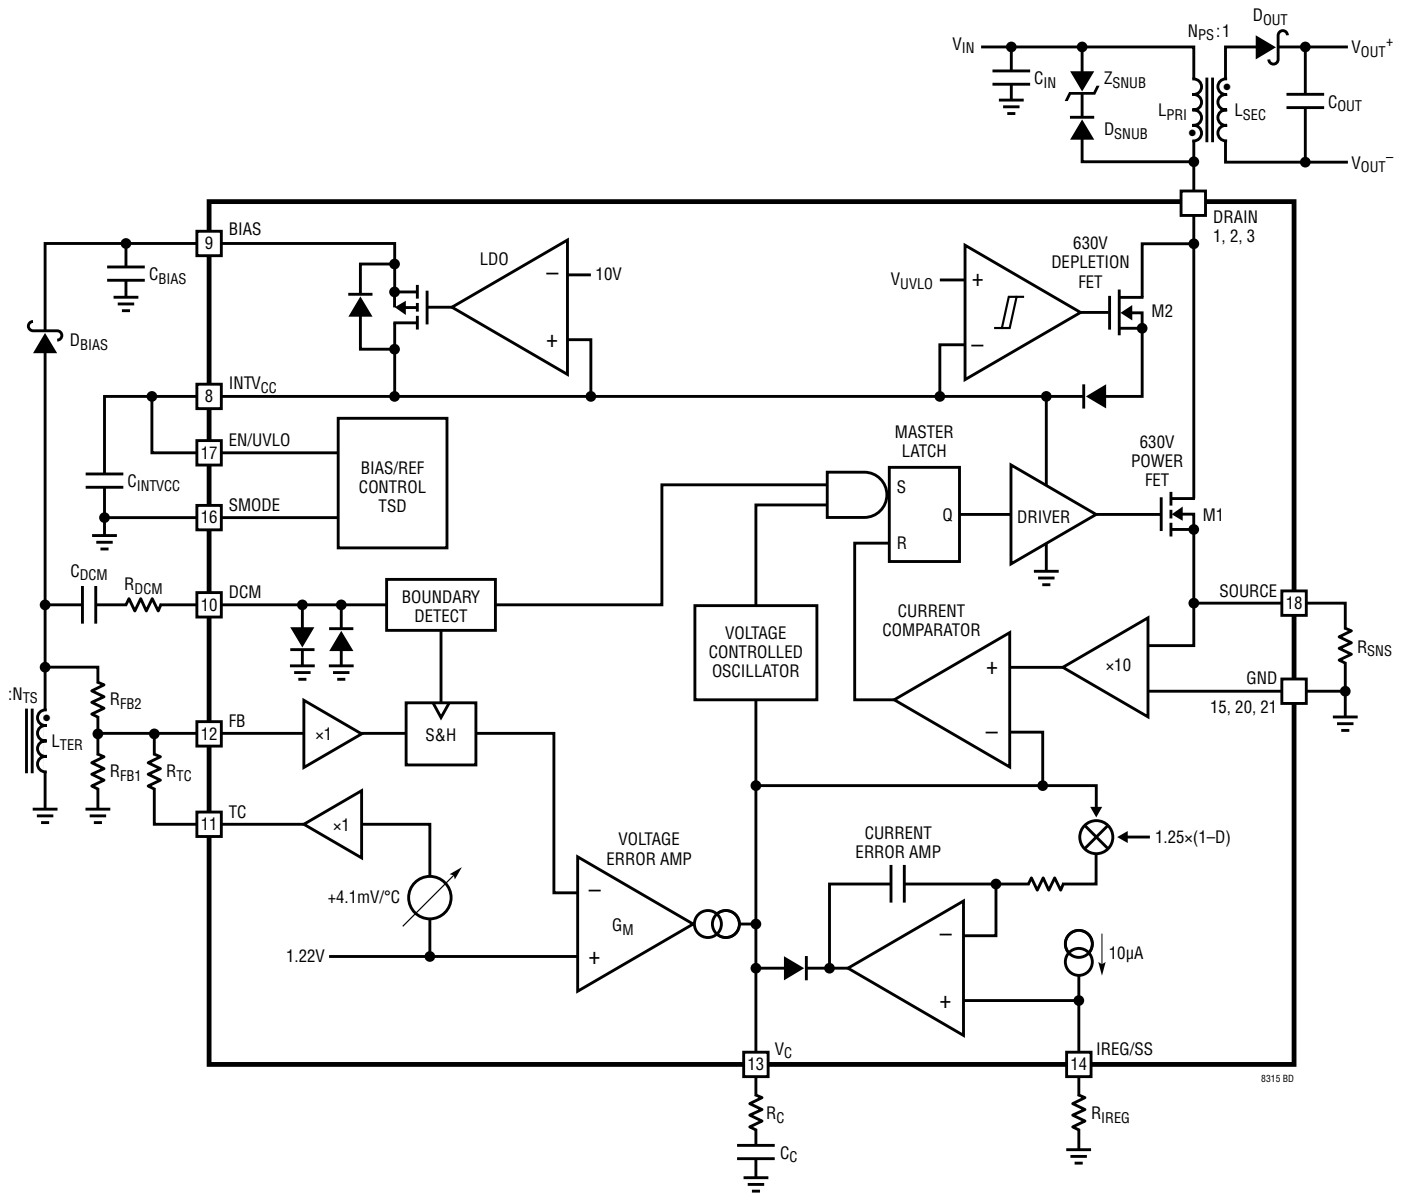 NPS:1
DOUT
VIN
VOUT+
CIN
ZSNUB
LPRI
LSEC
COUT
DSNUB
VOUT–
DRAIN
1, 2, 3
BIAS
9
CBIAS
LDO
–
10V
+
630V
DEPLETION
FET
VUVLO
+
–
M2
DBIAS
INTVCC
8
EN/UVLO
17
CINTVCC
SMODE
16
BIAS/REF
CONTROL
TSD
MASTER
LATCH
S
Q
R
DRIVER
630V
POWER
FET
M1
CDCM
RDCM
DCM
10
BOUNDARY
DETECT
VOLTAGE
CONTROLLED
OSCILLATOR
CURRENT
COMPARATOR
+
–
×10
SOURCE
18
RSNS
GND
15, 20, 21
:NTS
LTER
RFB2
RFB1
RTC
FB
12
×1
S&H
TC
11
×1
+4.1mV/°C
1.22V
VOLTAGE
ERROR AMP
–
GM
+
CURRENT
ERROR AMP
1.25×(1–D)
–
+
10µA
VC
13
IREG/SS
14
8315 BD
RC
CC
RIREG